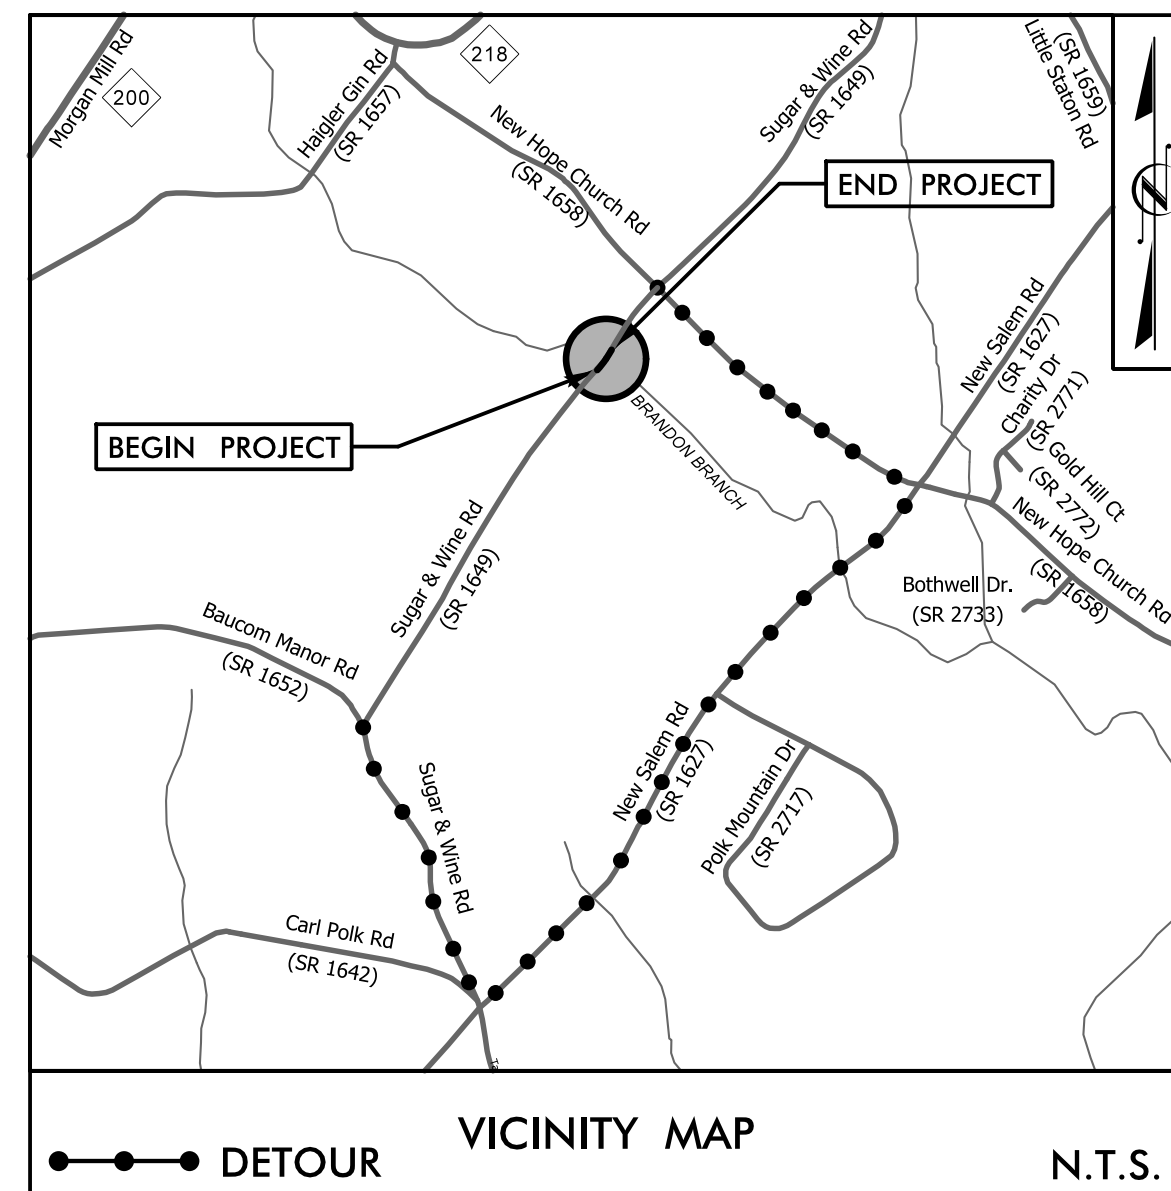 Morgan Mill Rd
200
Haigler Gin Rd
(SR 1657)
218
New Hope Church Rd
(SR 1658)
Sugar & Wine Rd
(SR 1649)
(SR 1659)
Little Staton Rd
N
END PROJECT
BEGIN PROJECT
BRANDON BRANCH
New Salem Rd
(SR 1627)
Charity Dr
(SR 2771)
S Gold Hill Ct
(SR 2772)
New Hope Church Rd
(SR 1658)
Bothwell Dr.
(SR 2733)
Sugar & Wine Rd
(SR 1649)
Baucom Manor Rd
(SR 1652)
Sugar & Wine Rd
New Salem Rd
(SR 1627)
Polk Mountain Dr
(SR 2717)
Carl Polk Rd
(SR 1642)
VICINITY MAP
DETOUR
N.T.S.